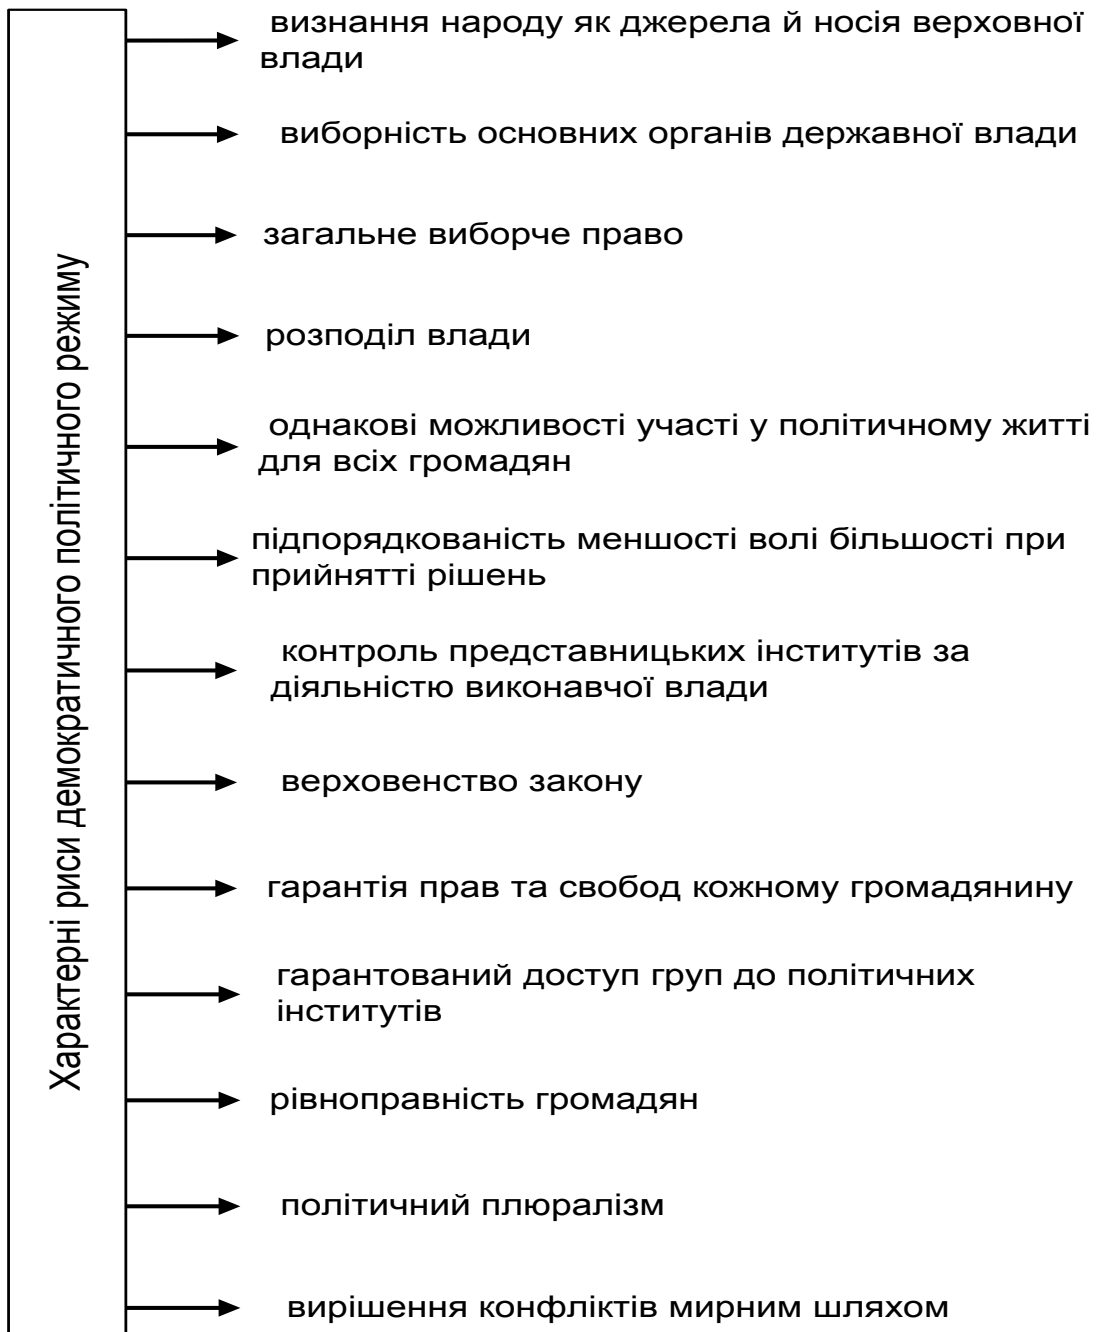 Характерні риси демократичного політичного режиму
визнання народу як джерела й носія верховної
влади
виборність основних органів державної влади
загальне виборче право
розподіл влади
однакові можливості участі у політичному житті
для всіх громадян
підпорядкованість меншості волі більшості при
прийнятті рішень
контроль представницьких інститутів за
діяльністю виконавчої влади
верховенство закону
гарантія прав та свобод кожному громадянину
гарантований доступ груп до політичних
інститутів
рівноправність громадян
політичний плюралізм
вирішення конфліктів мирним шляхом